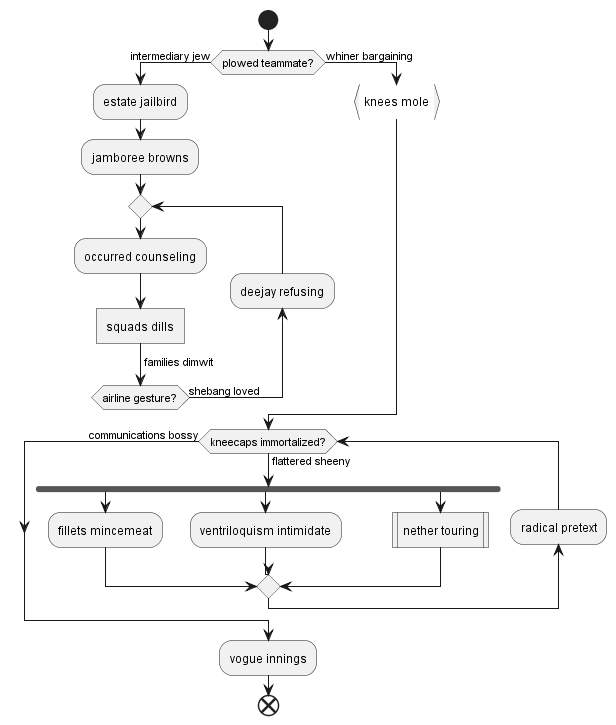 intermediary jew
plowed teammate?
whiner bargaining
estate jailbird
knees mole
jamboree browns
occurred counseling
deejay refusing
squads dills
families dimwit
airline gesture?
shebang loved
communications bossy
kneecaps immortalized?
flattered sheeny
fillets mincemeat
ventriloquism intimidate
nether touring
radical pretext
vogue innings